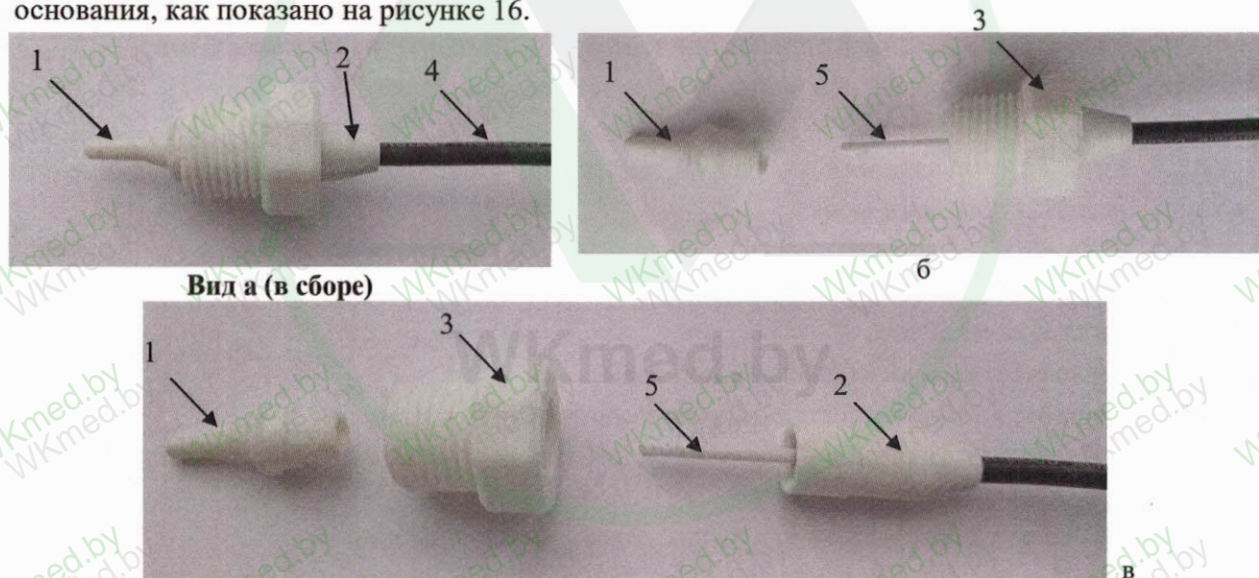 основания, как показано на рисунке 16.
1
2
4
1
5
3
Вид а (в сборе)
б
1
3
5
2
в
WKmed.by